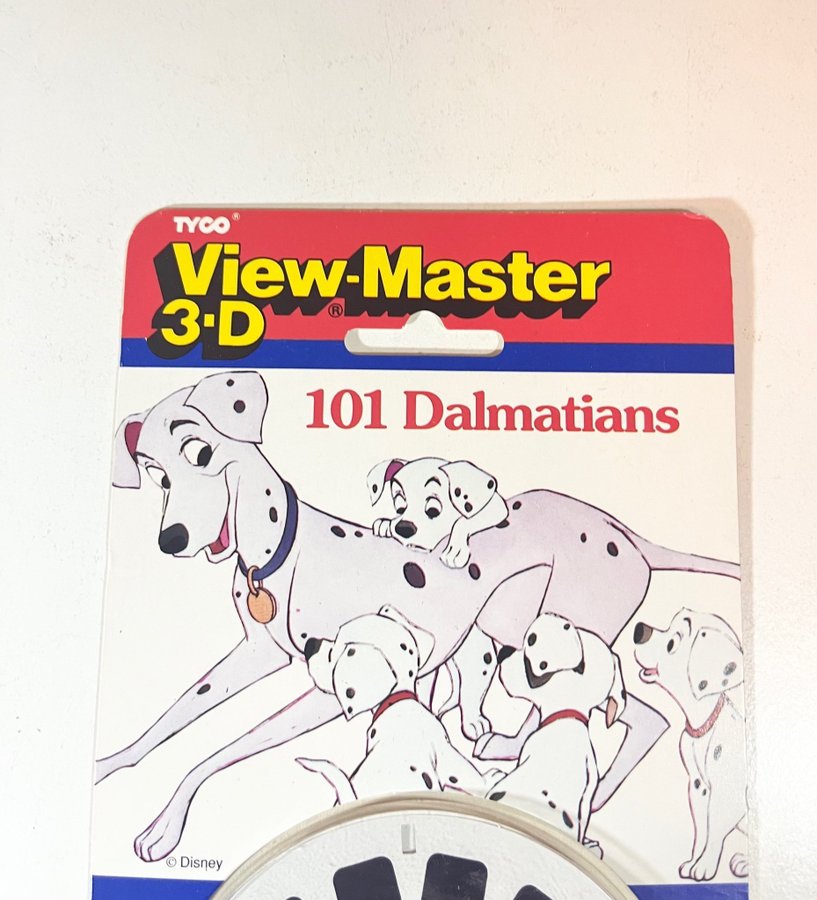 TYCO®
View-Master®
3·D
101 Dalmatians
© Disney